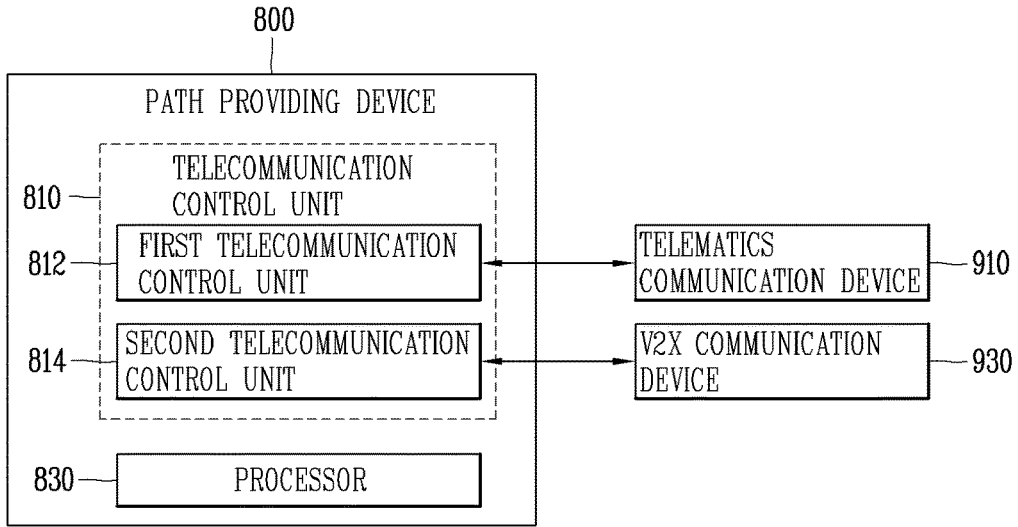 800
PATH PROVIDING DEVICE
TELECOMMUNICATION
CONTROL UNIT
810
FIRST TELECOMMUNICATION
CONTROL UNIT
812
TELEMATICS
COMMUNICATION DEVICE
910
SECOND TELECOMMUNICATION
CONTROL UNIT
814
V2X COMMUNICATION
DEVICE
930
PROCESSOR
830